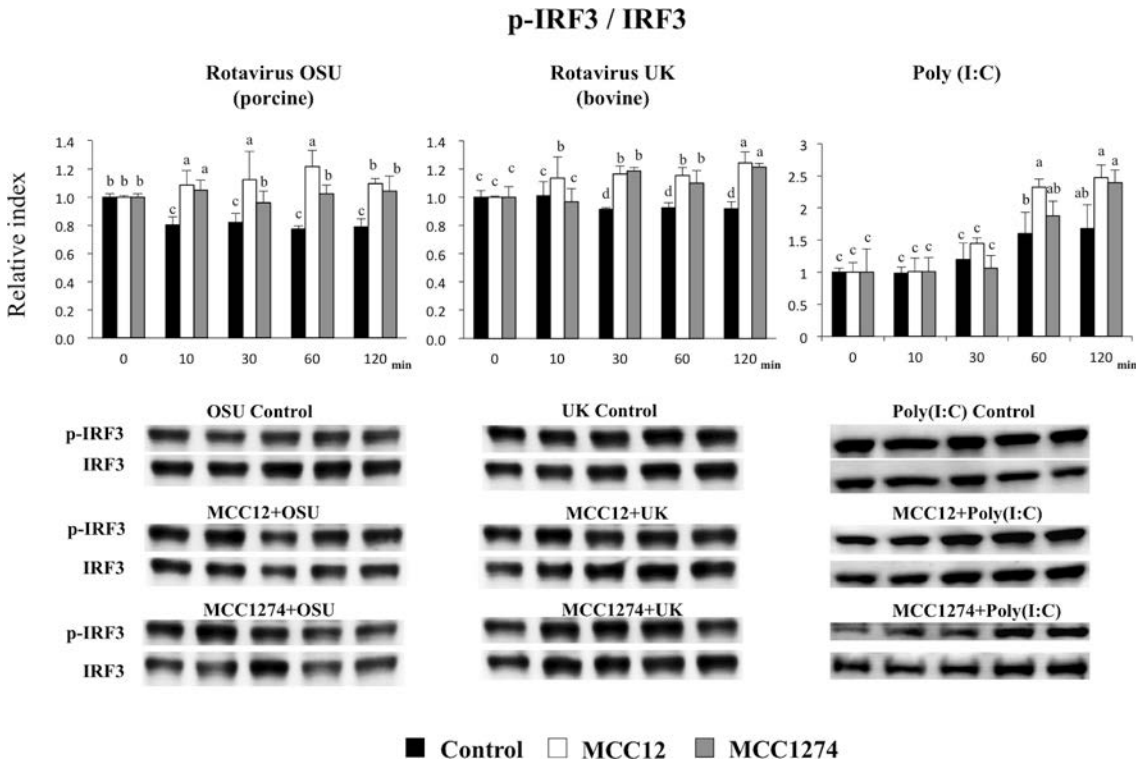 p-IRF3 / IRF3
Rotavirus OSU
(porcine)
Rotavirus UK
(bovine)
Poly (I:C)
Relative index
1.4
1.2
1.0
0.8
0.6
0.4
0.2
0.0
b b b
c a a
c a b
c a b
c b b
0 10 30 60 120 min
1.4
1.2
1.0
0.8
0.6
0.4
0.2
0.0
c c c
c b c
d b b
d b b
d a a
0 10 30 60 120 min
3
2.5
2
1.5
1
0.5
0
c c c
c c c
c c c
b a ab
ab a a
0 10 30 60 120 min
OSU Control
UK Control
Poly(I:C) Control
p-IRF3
IRF3
MCC12+OSU
MCC12+UK
MCC12+Poly(I:C)
p-IRF3
IRF3
MCC1274+OSU
MCC1274+UK
MCC1274+Poly(I:C)
p-IRF3
IRF3
Control MCC12 MCC1274